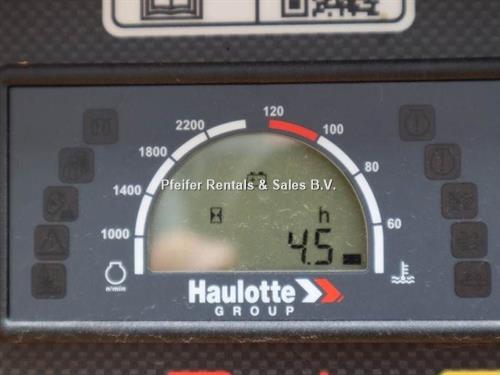 120
2200
100
1800
80
Pfeifer Rentals & Sales B.V.
1400
h
60
1000
4.5
n/min
Haulotte
GROUP